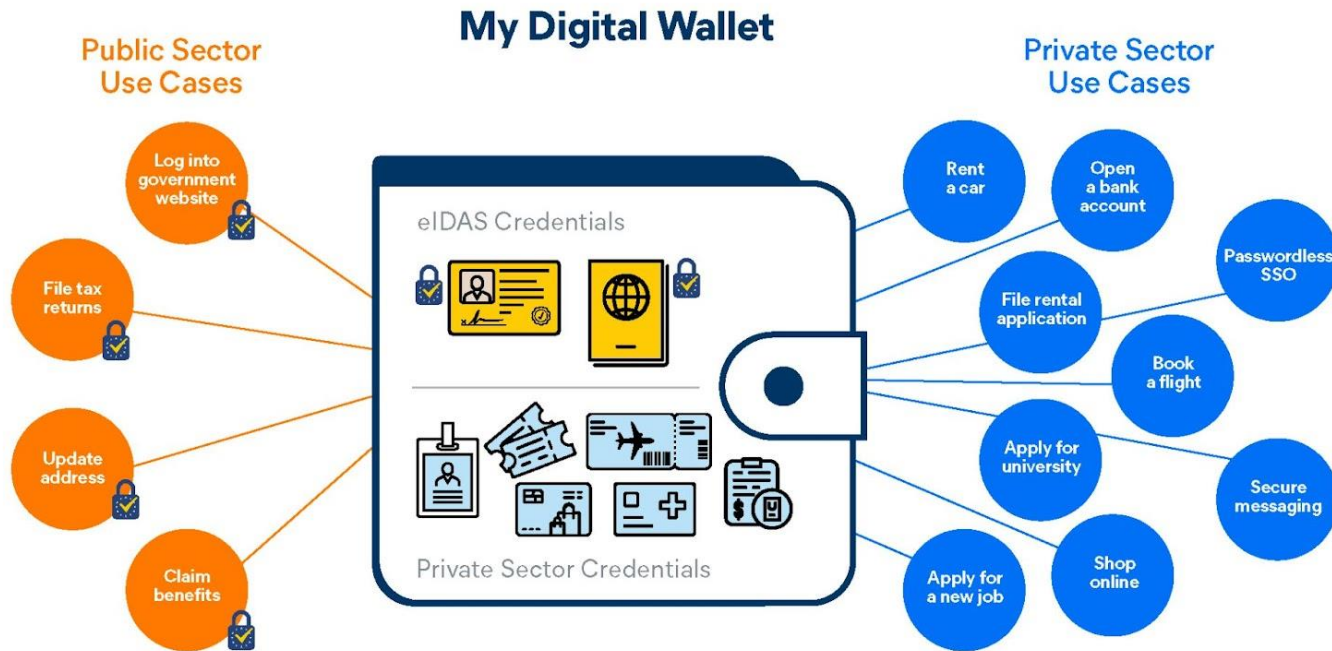 My Digital Wallet
Public Sector
Use Cases
Log into
government
website
File tax
returns
Update
address
Claim
benefits
eIDAS Credentials
$
Private Sector Credentials
Private Sector
Use Cases
Rent
a car
Open
a bank
account
Passwordless
SSO
File rental
application
Book
a flight
Apply for
university
Secure
messaging
Shop
online
Apply for
a new job